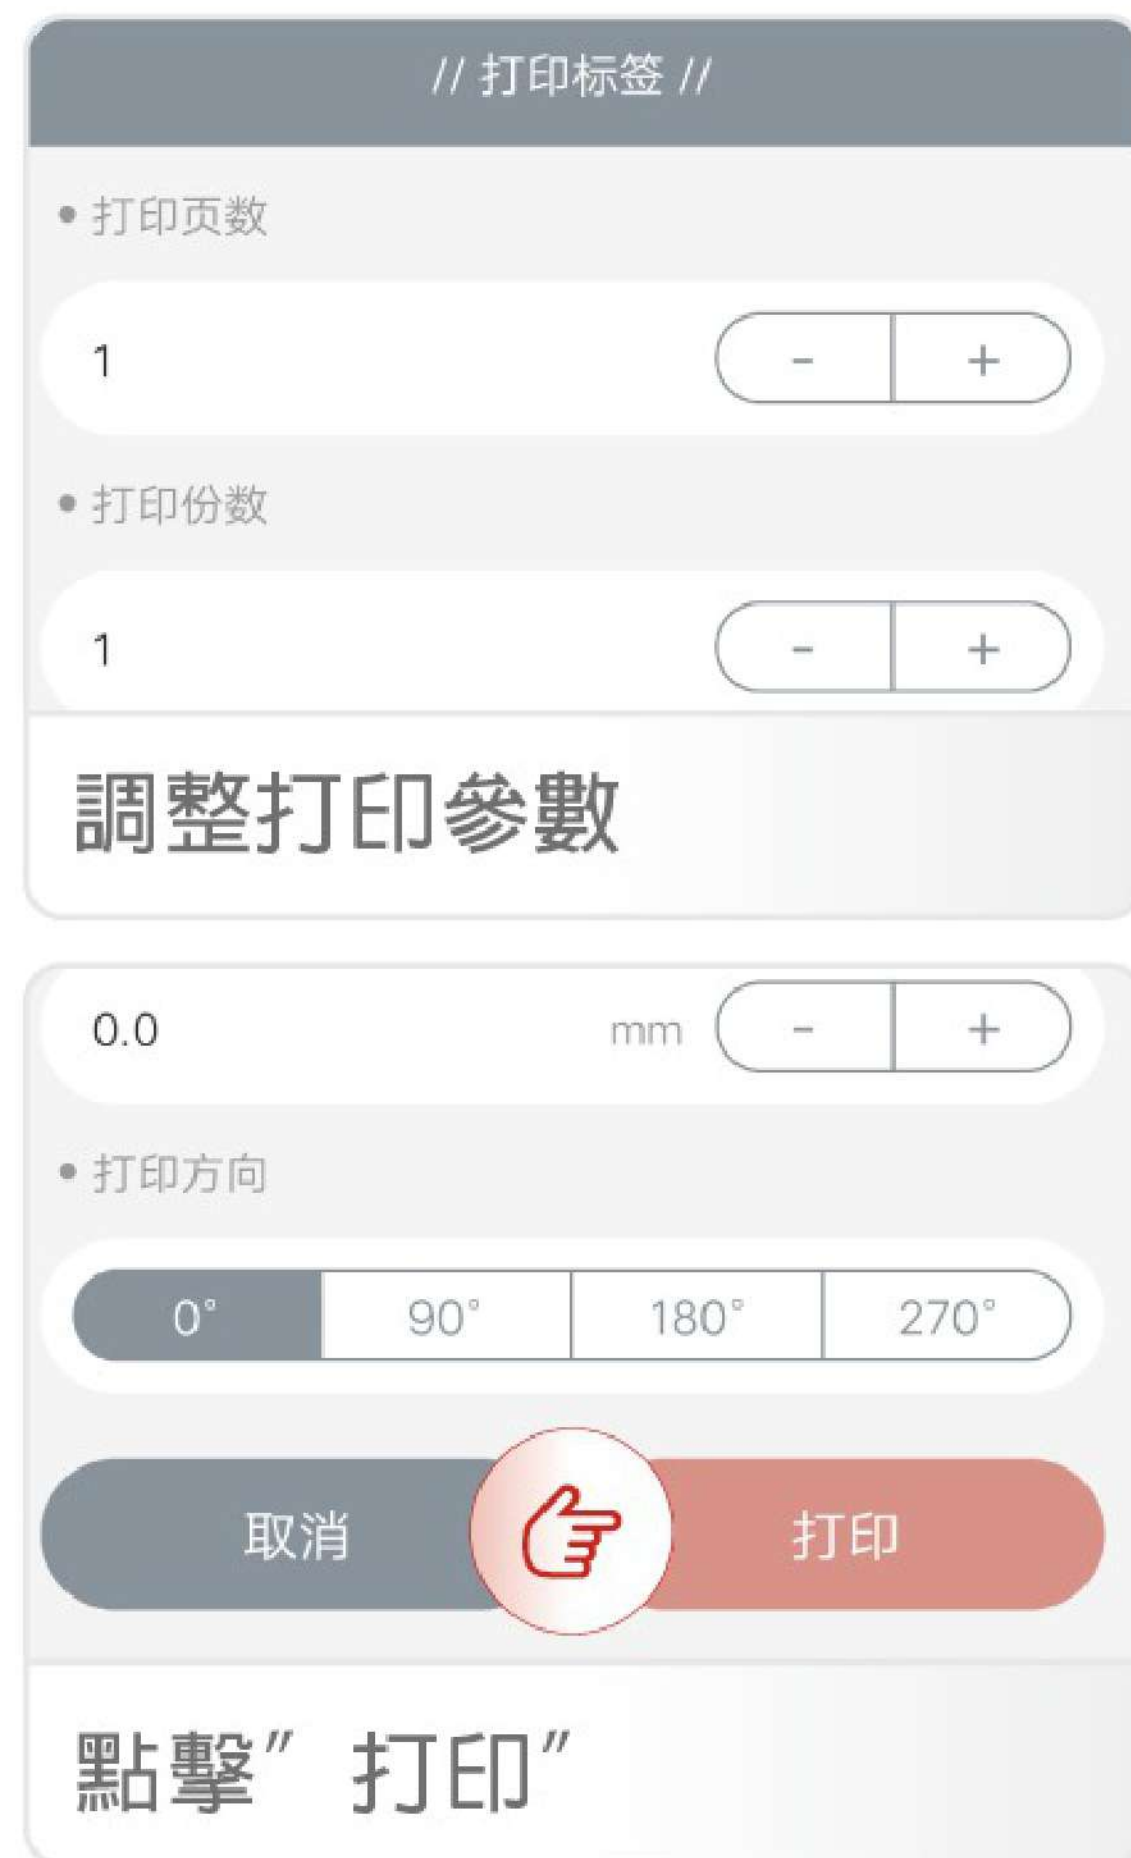 // 打印标签 //
• 打印页数
1 - +
• 打印份数
1 - +
調整打印參數
0.0 mm - +
• 打印方向
0° 90° 180° 270°
取消 打印
點擊” 打印”